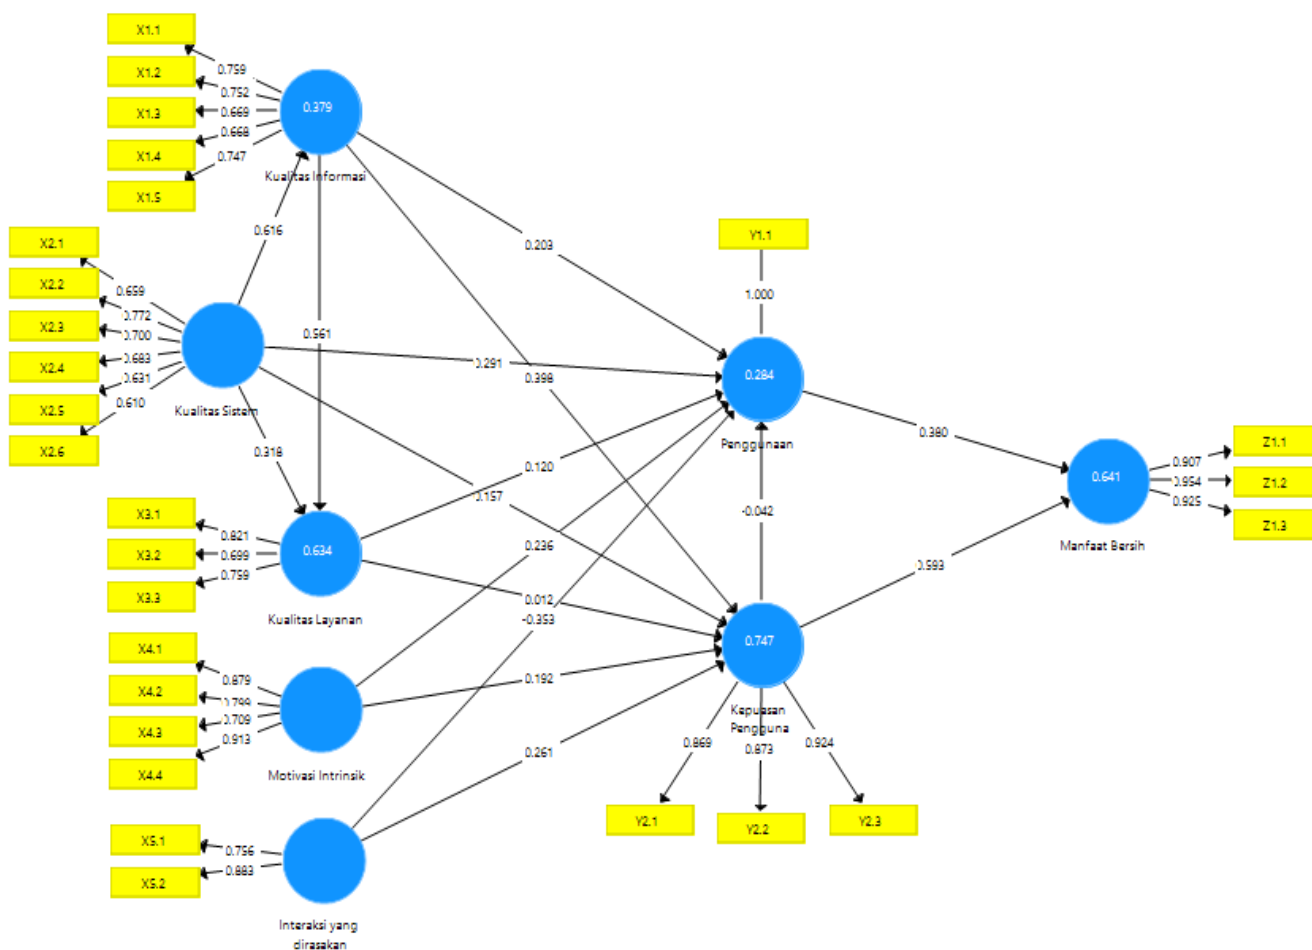 X1.1
X1.2
X1.3
X1.4
X1.5
0.759
0.752
0.669
0.668
0.747
0.379
Kualitas Informasi
X2.1
X2.2
X2.3
X2.4
X2.5
X2.6
0.659
0.772
0.700
0.683
0.631
0.610
Kualitas Sistem
0.616
0.561
0.318
X3.1
X3.2
X3.3
0.821
0.699
0.759
0.634
Kualitas Layanan
X4.1
X4.2
X4.3
X4.4
0.879
0.799
0.709
0.913
Motivasi Intrinsik
X5.1
X5.2
0.756
0.883
Interaksi yang
dirasakan
0.203
0.291
0.398
0.120
0.157
0.236
0.012
-0.353
0.192
0.261
Y1.1
1.000
0.284
Penggunaan
-0.042
0.747
Kepuasan
Pengguna
0.869
0.873
0.924
Y2.1
Y2.2
Y2.3
0.380
0.593
0.641
Manfaat Bersih
0.907
0.954
0.925
Z1.1
Z1.2
Z1.3